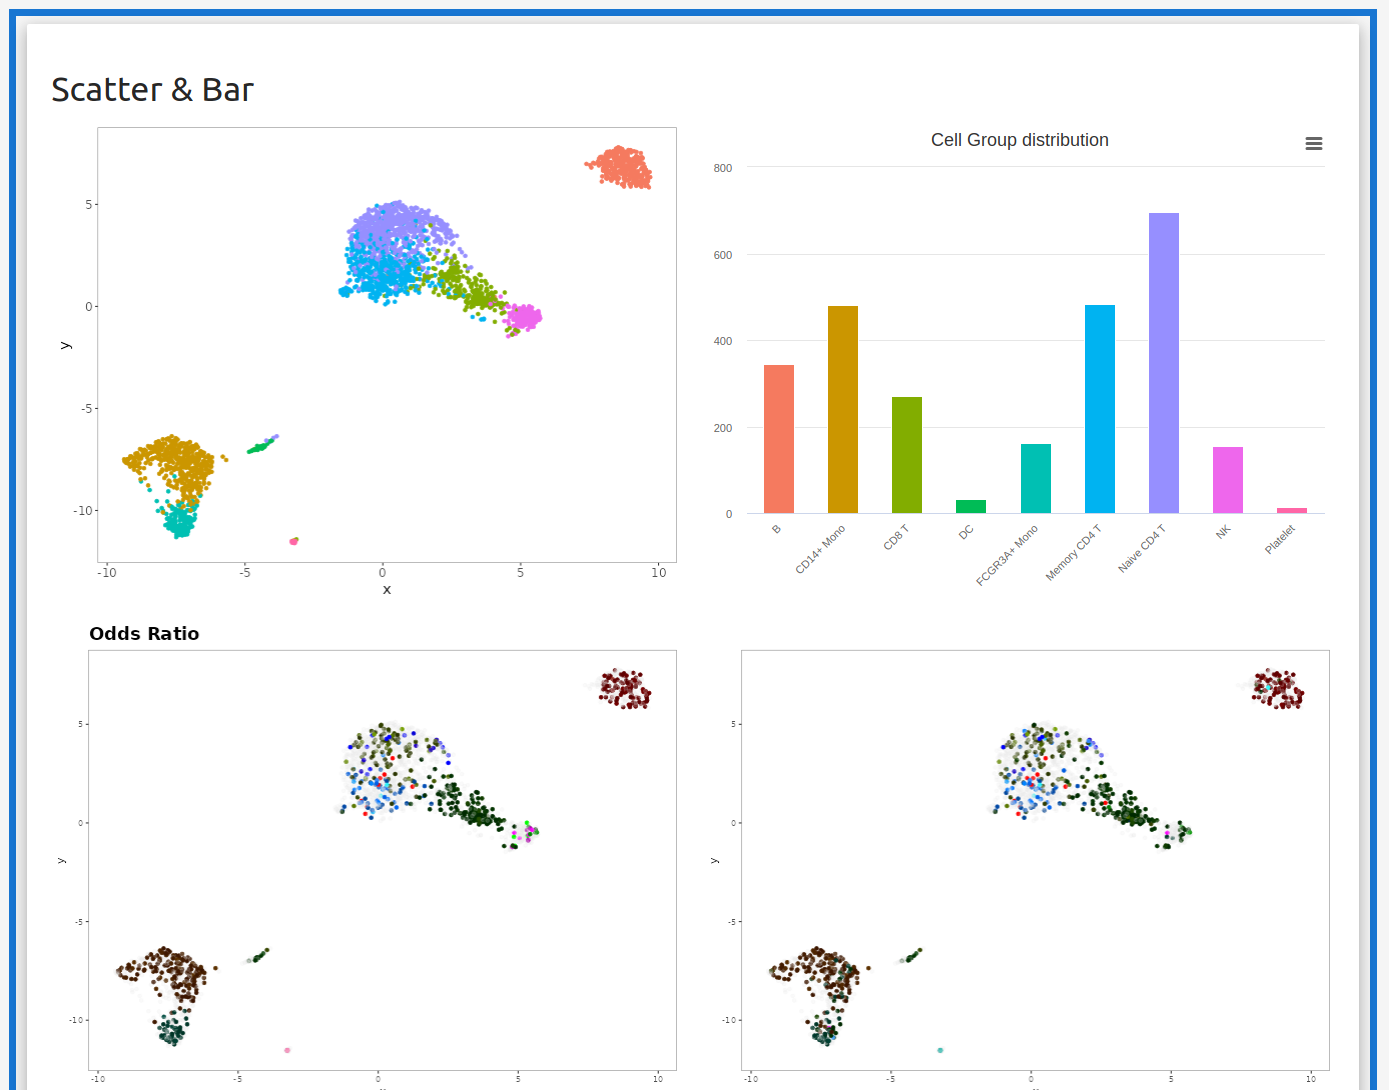 Scatter & Bar
5
0
-5
-10
y
-10
-5
0
5
10
x
Cell Group distribution
800
600
400
200
0
B
CD14+ Mono
CD8 T
DC
FCGR3A+ Mono
Memory CD4 T
Naive CD4 T
NK
Platelet
Odds Ratio
5
0
-5
-10
y
-10
-5
0
5
10
5
0
-5
-10
y
-10
-5
0
5
10